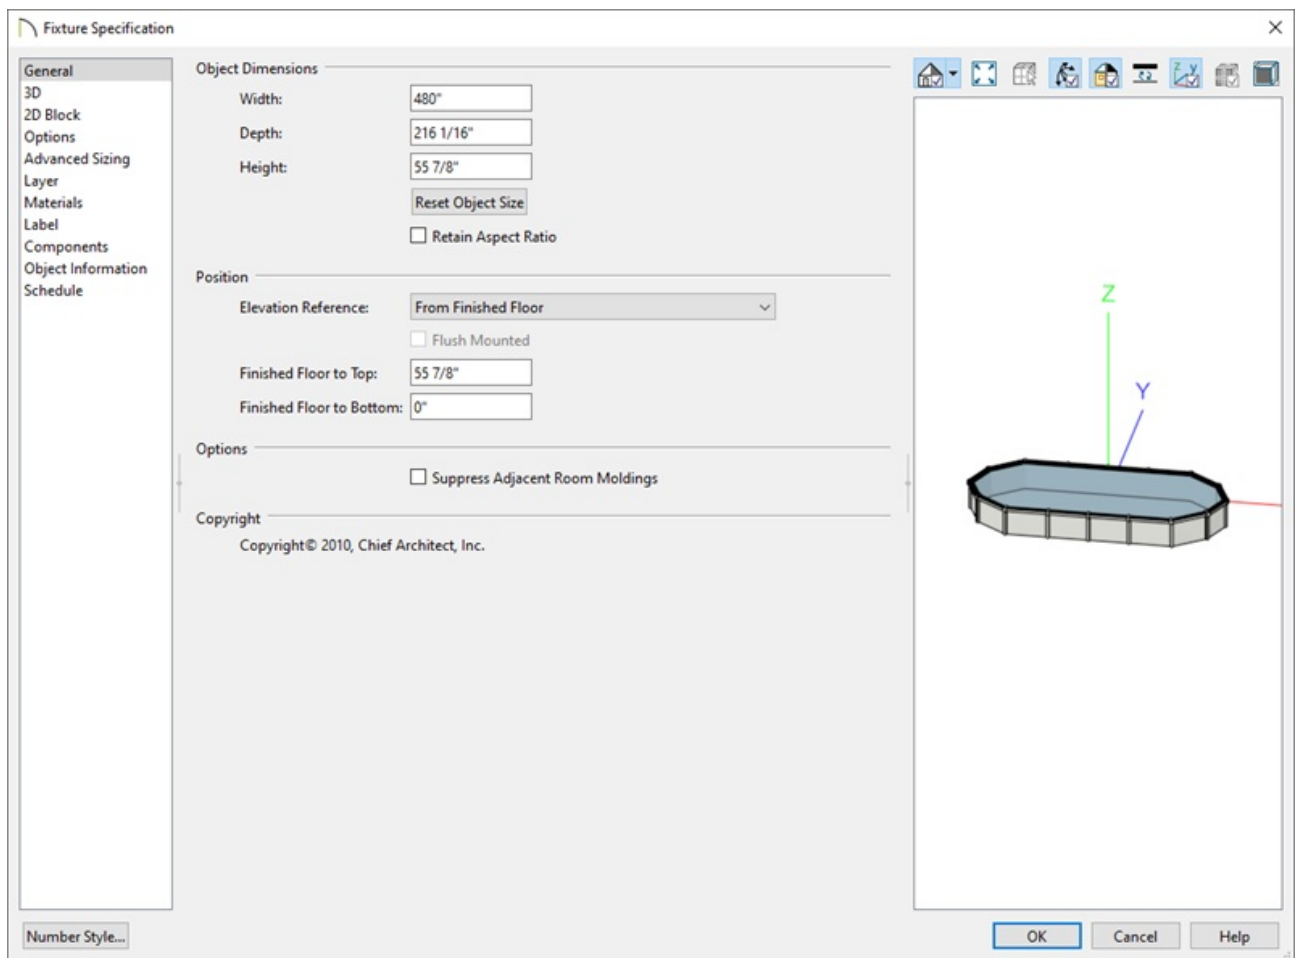 Fixture Specification
General
3D
2D Block
Options
Advanced Sizing
Layer
Materials
Label
Components
Object Information
Schedule
Object Dimensions
Width: 480"
Depth: 216 1/16"
Height: 55 7/8"
Reset Object Size
Retain Aspect Ratio
Position
Elevation Reference: From Finished Floor
Flush Mounted
Finished Floor to Top: 55 7/8"
Finished Floor to Bottom: 0"
Options
Suppress Adjacent Room Moldings
Copyright
Copyright© 2010, Chief Architect, Inc.
Z
Y
Number Style...
OK Cancel Help